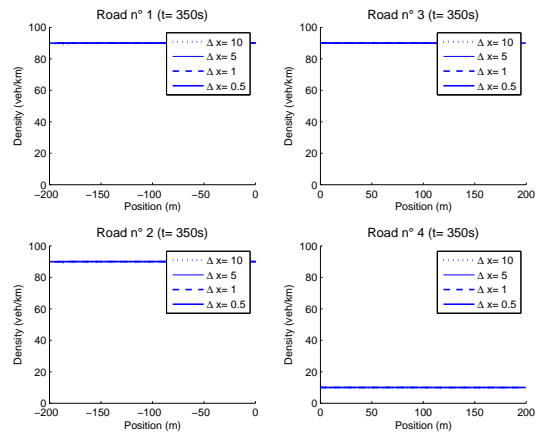 Road n° 1 (t= 350s)
100
80
60
40
20
0
Density (veh/km)
−200 −150 −100 −50 0
Position (m)
Δ x= 10
Δ x= 5
Δ x= 1
Δ x= 0.5
Road n° 3 (t= 350s)
100
80
60
40
20
0
Density (veh/km)
0 50 100 150 200
Position (m)
Δ x= 10
Δ x= 5
Δ x= 1
Δ x= 0.5
Road n° 2 (t= 350s)
100
80
60
40
20
0
Density (veh/km)
−200 −150 −100 −50 0
Position (m)
Δ x= 10
Δ x= 5
Δ x= 1
Δ x= 0.5
Road n° 4 (t= 350s)
100
80
60
40
20
0
Density (veh/km)
0 50 100 150 200
Position (m)
Δ x= 10
Δ x= 5
Δ x= 1
Δ x= 0.5